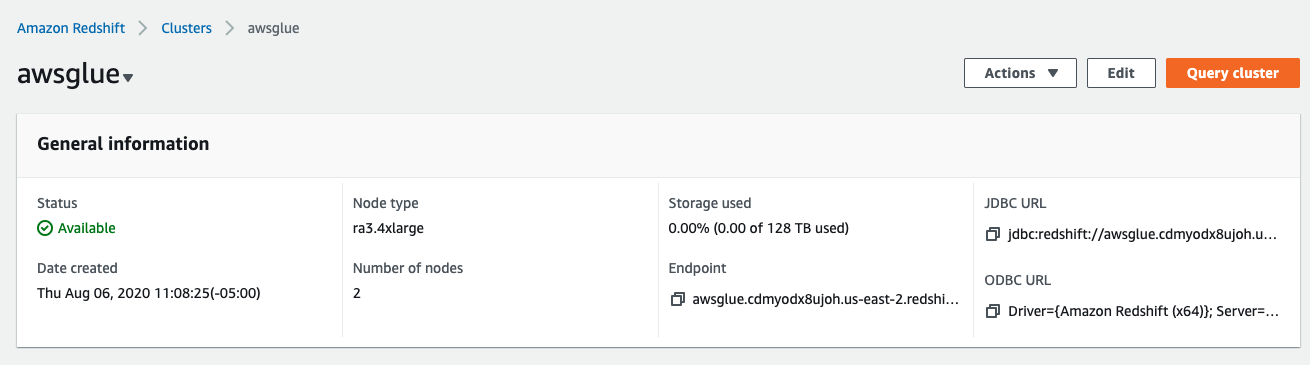 Amazon Redshift > Clusters > awsglue
awsglue
Actions
Edit
Query cluster
General information
Status
Available
Date created
Thu Aug 06, 2020 11:08:25(-05:00)
Node type
ra3.4xlarge
Number of nodes
2
Storage used
0.00% (0.00 of 128 TB used)
Endpoint
awsglue.cdmyodx8ujoh.us-east-2.redshi...
JDBC URL
jdbc:redshift://awsglue.cdmyodx8ujoh.u...
ODBC URL
Driver={Amazon Redshift (x64)}; Server=...